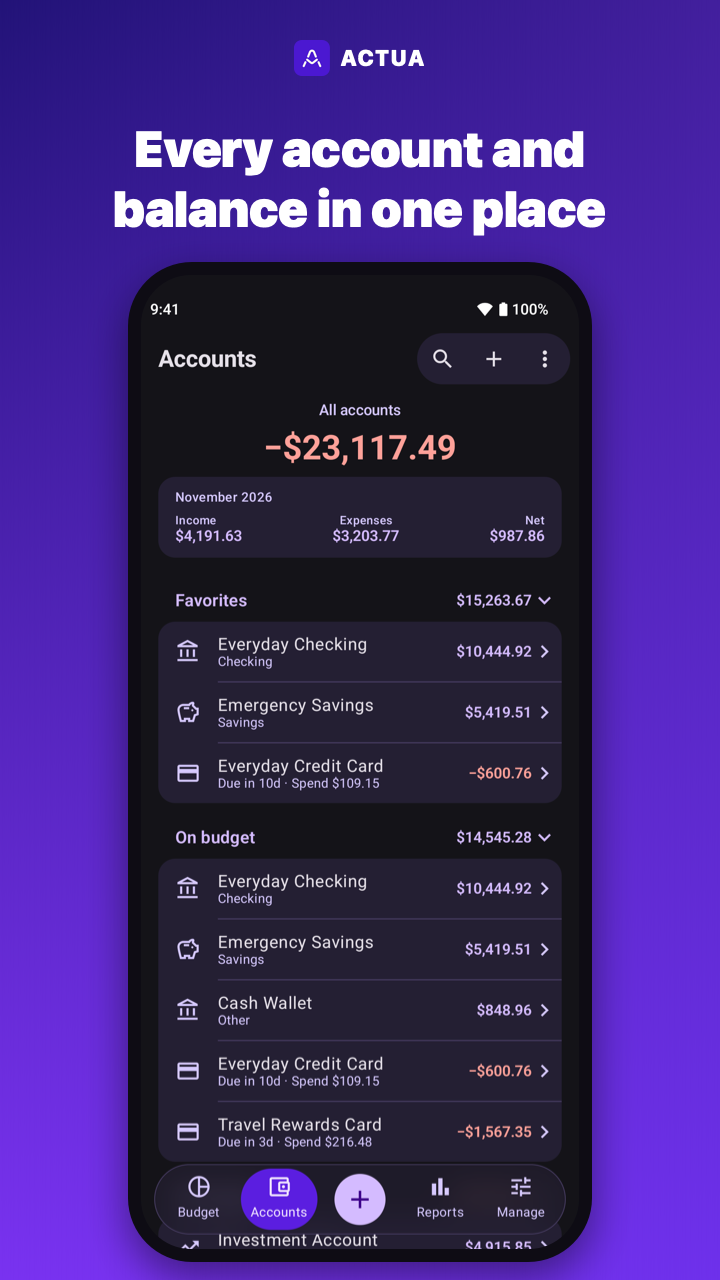 ACTUA
Every account and
balance in one place
9:41
100%
Accounts
All accounts
−$23,117.49
November 2026
Income
Expenses
Net
$4,191.63
$3,203.77
$987.86
Favorites
$15,263.67
Everyday Checking
Checking
$10,444.92
Emergency Savings
Savings
$5,419.51
Everyday Credit Card
Due in 10d · Spend $109.15
−$600.76
On budget
$14,545.28
Everyday Checking
Checking
$10,444.92
Emergency Savings
Savings
$5,419.51
Cash Wallet
Other
$848.96
Everyday Credit Card
Due in 10d · Spend $109.15
−$600.76
Travel Rewards Card
Due in 3d · Spend $216.48
−$1,567.35
Budget
Accounts
Reports
Manage
Investment Account
$4,915.85